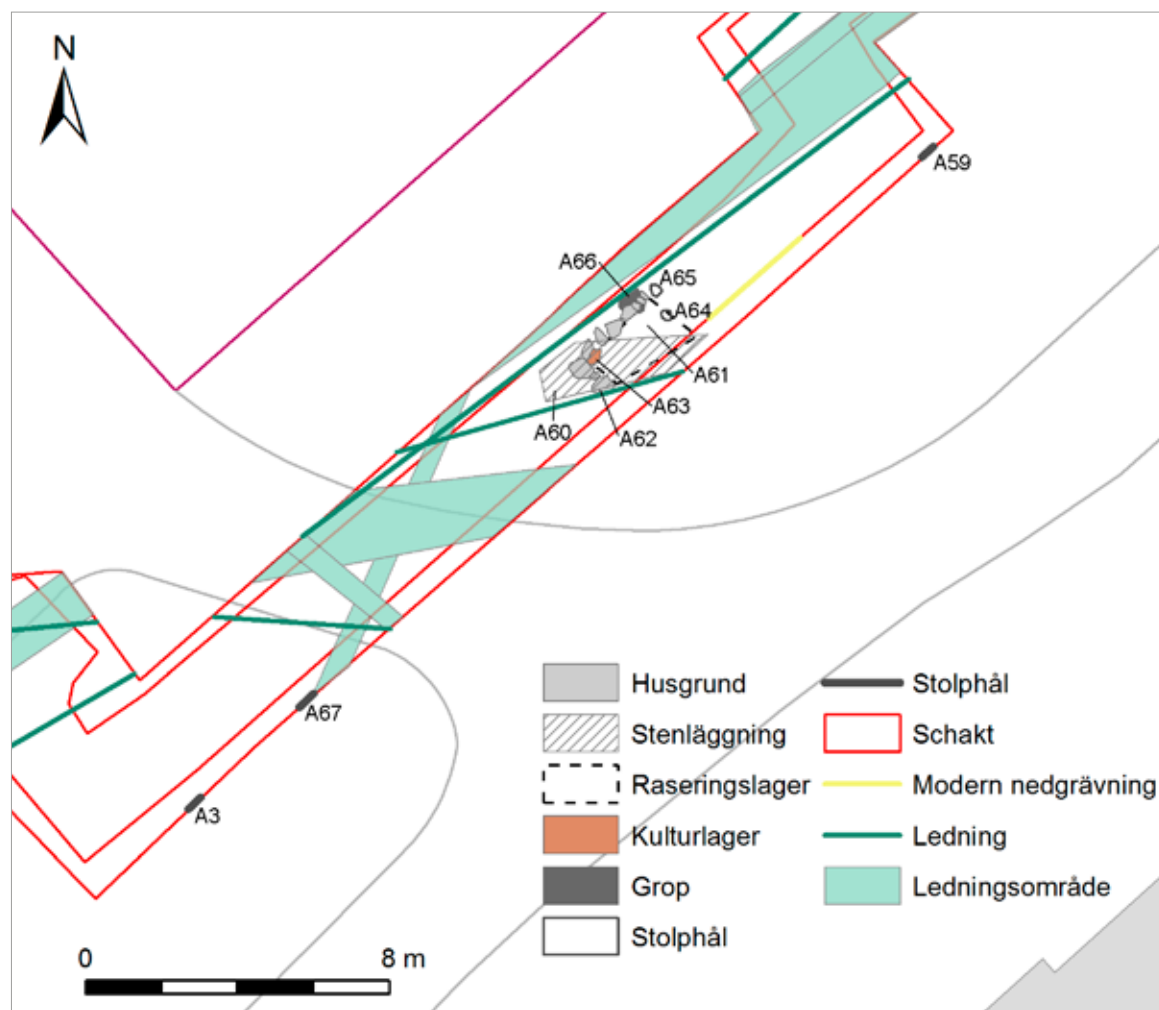 N
A59
A66
A65
A64
A61
A63
A60
A62
A67
A3
Husgrund
Stenläggning
Raseringslager
Kulturlager
Grop
Stolphål
Stolphål
Schakt
Modern nedgrävning
Ledning
Ledningsområde
0
8 m